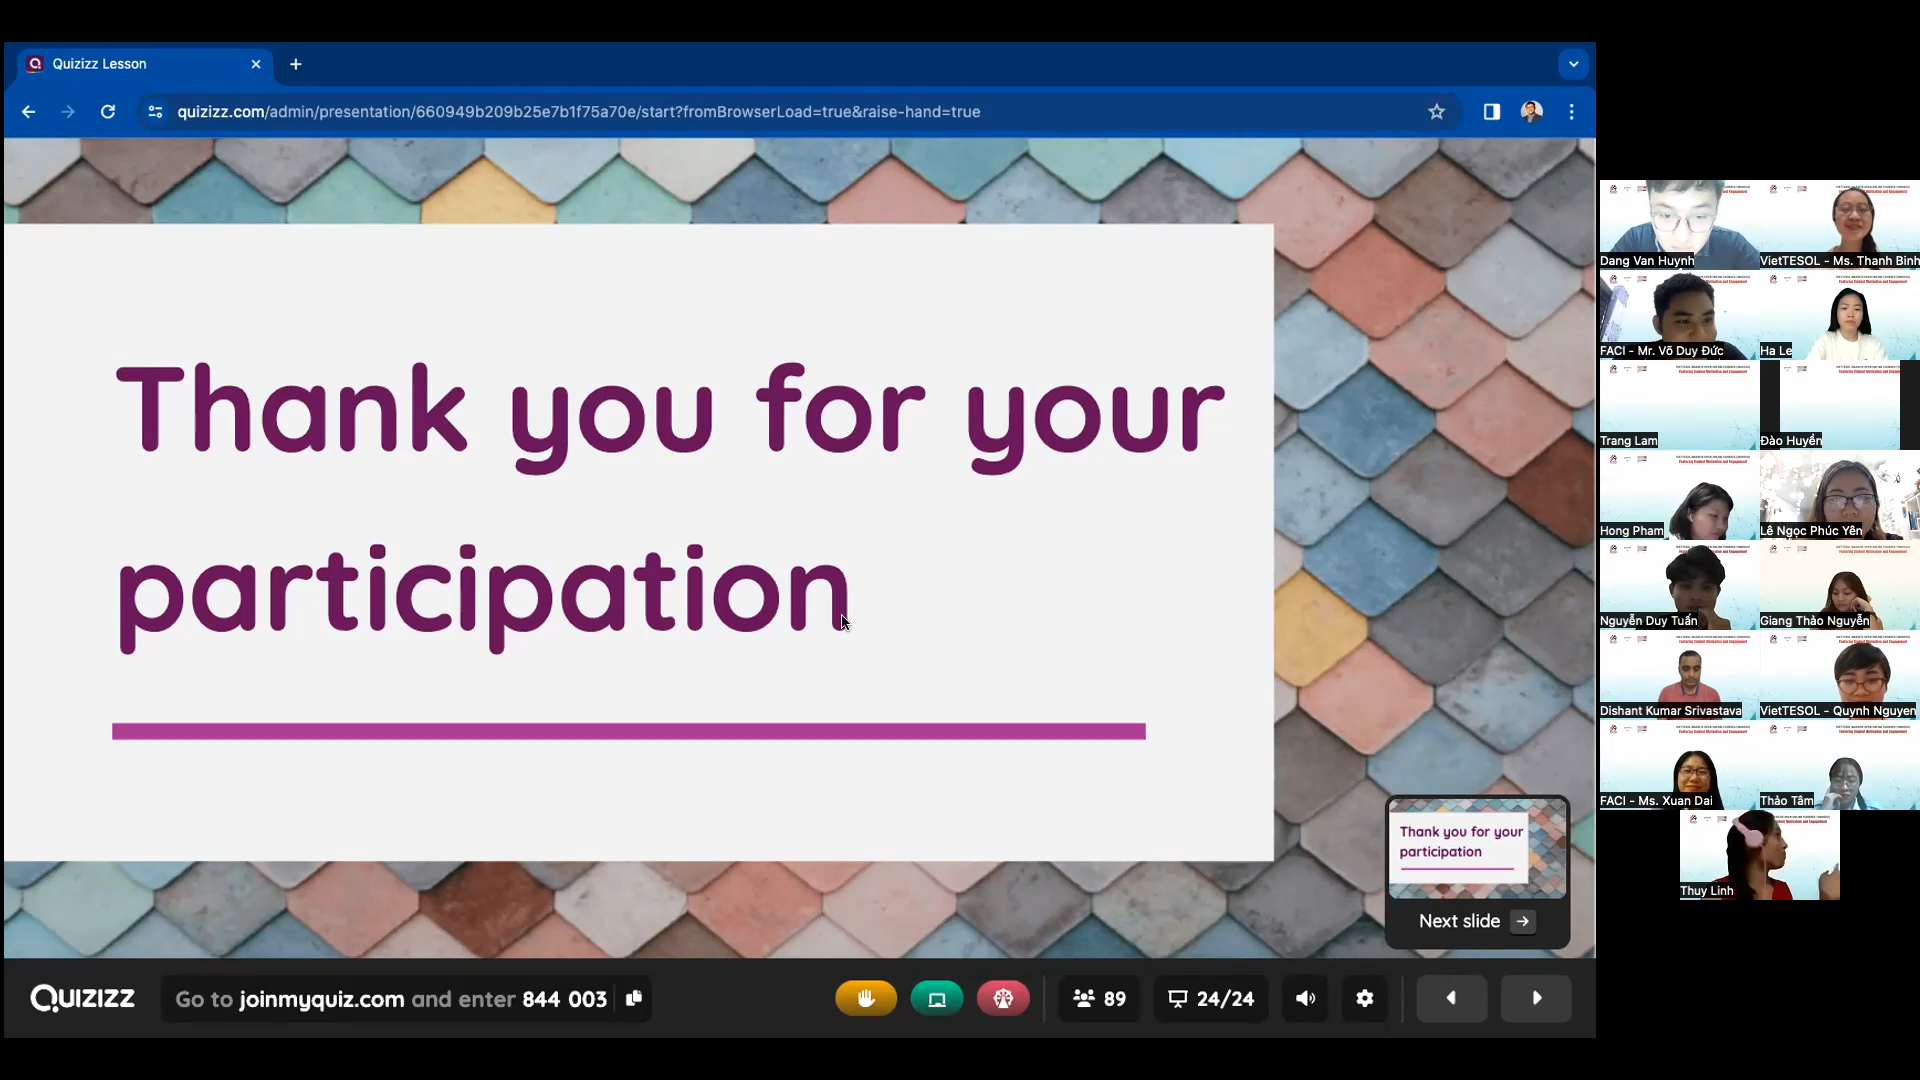 Quizizz Lesson
quizizz.com/admin/presentation/660949b209b25e7b1f75a70e/start?fromBrowserLoad=true&raise-hand=true
Thank you for your
participation
Thank you for your
participation
Next slide
QUIZIZZ
Go to joinmyquiz.com and enter 844 003
89
24/24
Dang Van Huynh
VietTESOL - Ms. Thanh Binh
FACI - Mr. Võ Duy Đức
Ha Le
Trang Lam
Đào Huyền
Hong Pham
Lê Ngọc Phúc Yên
Nguyễn Duy Tuấn
Giang Thảo Nguyễn
Dishant Kumar Srivastava
VietTESOL - Quynh Nguyen
FACI - Ms. Xuan Dai
Thảo Tâm
Thuy Linh